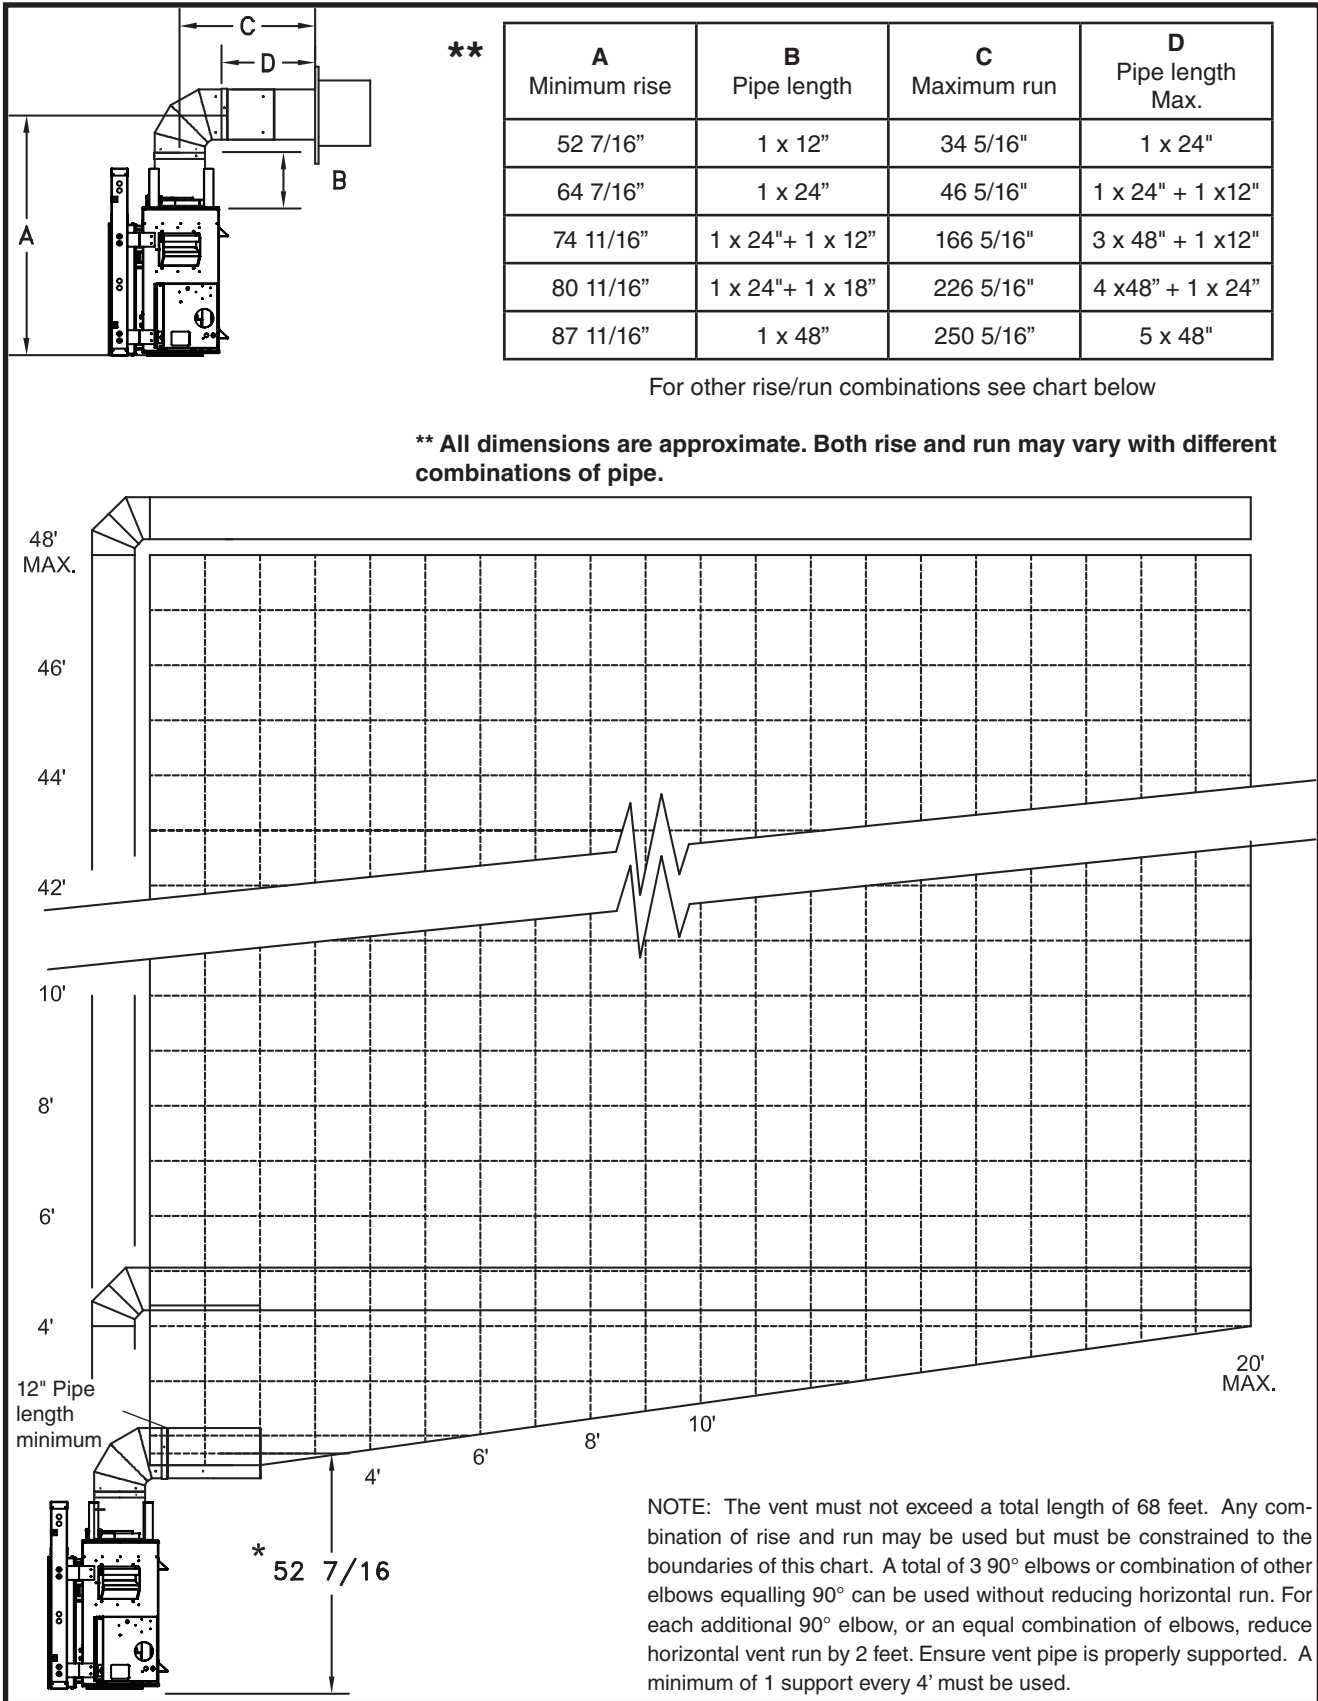 C
D
B
A
**
A B C D
Minimum rise Pipe length Maximum run Pipe length
Max.
52 7/16” 1 x 12” 34 5/16" 1 x 24"
64 7/16” 1 x 24” 46 5/16" 1 x 24" + 1 x12"
74 11/16” 1 x 24"+ 1 x 12” 166 5/16" 3 x 48" + 1 x12"
80 11/16” 1 x 24"+ 1 x 18” 226 5/16" 4 x48” + 1 x 24”
87 11/16” 1 x 48” 250 5/16” 5 x 48"
For other rise/run combinations see chart below
** All dimensions are approximate. Both rise and run may vary with different
combinations of pipe.
48'
MAX.
46'
44'
42'
10'
8'
6'
4'
12" Pipe
length
minimum
4'
6'
8'
10'
20'
MAX.
* 52 7/16
NOTE: The vent must not exceed a total length of 68 feet. Any com-
bination of rise and run may be used but must be constrained to the
boundaries of this chart. A total of 3 90° elbows or combination of other
elbows equalling 90° can be used without reducing horizontal run. For
each additional 90° elbow, or an equal combination of elbows, reduce
horizontal vent run by 2 feet. Ensure vent pipe is properly supported. A
minimum of 1 support every 4’ must be used.